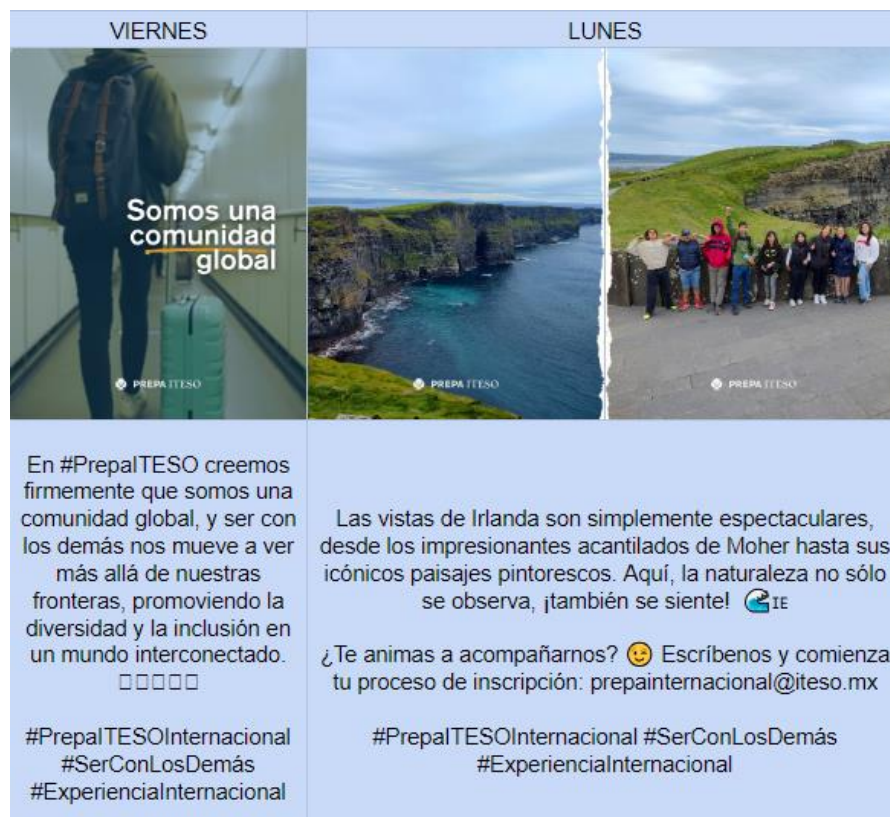 VIERNES
LUNES
Somos una
comunidad
global
PREPA ITESO
PREPA ITESO
PREPA ITESO
En #PrepaITESO creemos
firmemente que somos una
comunidad global, y ser con
los demás nos mueve a ver
más allá de nuestras
fronteras, promoviendo la
diversidad y la inclusión en
un mundo interconectado.
□□□□□
#PrepaITESOInternacional
#SerConLosDemás
#ExperienciaInternacional
Las vistas de Irlanda son simplemente espectaculares,
desde los impresionantes acantilados de Moher hasta sus
icónicos paisajes pintorescos. Aquí, la naturaleza no sólo
se observa, ¡también se siente! 🌊🇮🇪
¿Te animas a acompañarnos? 😉 Escríbenos y comienza
tu proceso de inscripción: prepainternacional@iteso.mx
#PrepaITESOInternacional #SerConLosDemás
#ExperienciaInternacional